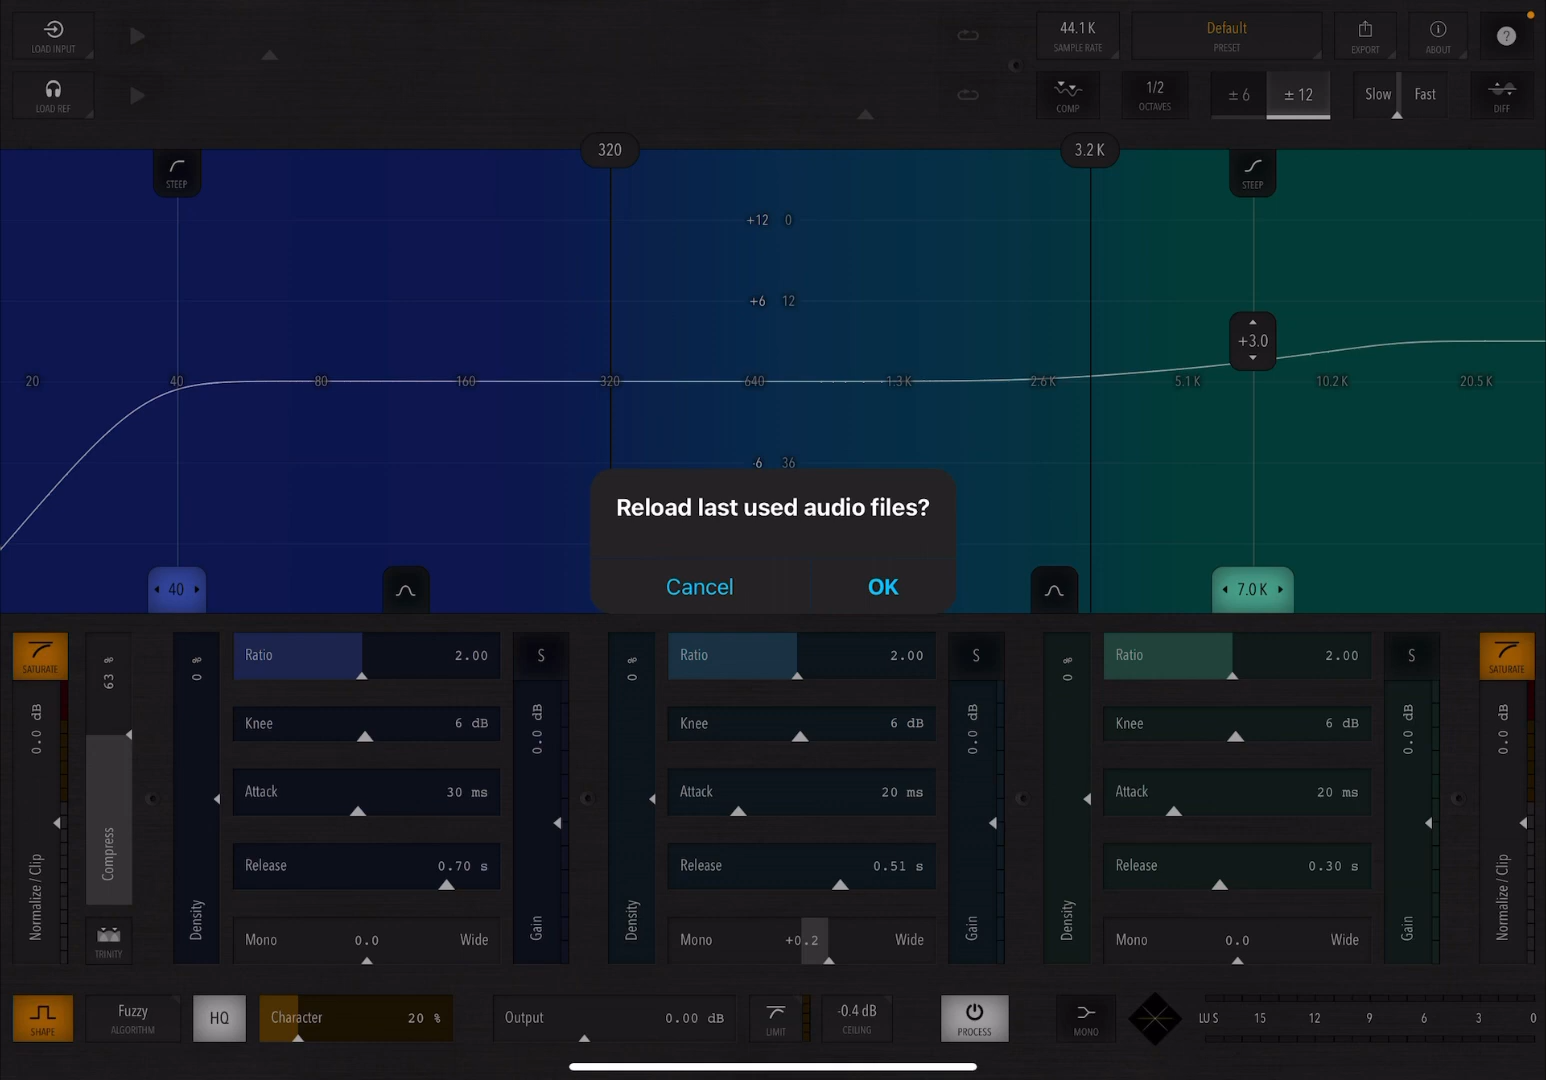 LOAD INPUT
44.1 K
SAMPLE RATE
Default
PRESET
EXPORT
ABOUT
?
LOAD REF
COMP
1/2
OCTAVES
± 6
± 12
Slow
Fast
DIFF
320
3.2 K
STEEP
STEEP
+12 0
+6 12
+3.0
20
40
80
160
320
640
1.3 K
2.6 K
5.1 K
10.2 K
20.5 K
-6 36
Reload last used audio files?
Cancel
OK
40
7.0 K
SATURATE
63 %
0 %
Ratio 2.00
S
0 %
Ratio 2.00
S
0 %
Ratio 2.00
S
SATURATE
0.0 dB
Knee 6 dB
0.0 dB
Knee 6 dB
0.0 dB
Knee 6 dB
0.0 dB
0.0 dB
Attack 30 ms
Attack 20 ms
Attack 20 ms
Normalize / Clip
Compress
Release 0.70 s
Release 0.51 s
Release 0.30 s
Normalize / Clip
Density
Mono 0.0 Wide
Gain
Density
Mono +0.2 Wide
Gain
Density
Mono 0.0 Wide
Gain
TRINITY
SHAPE
Fuzzy
ALGORITHM
HQ
Character 20 %
Output 0.00 dB
LIMIT
-0.4 dB
CEILING
PROCESS
MONO
LU S 15 12 9 6 3 0